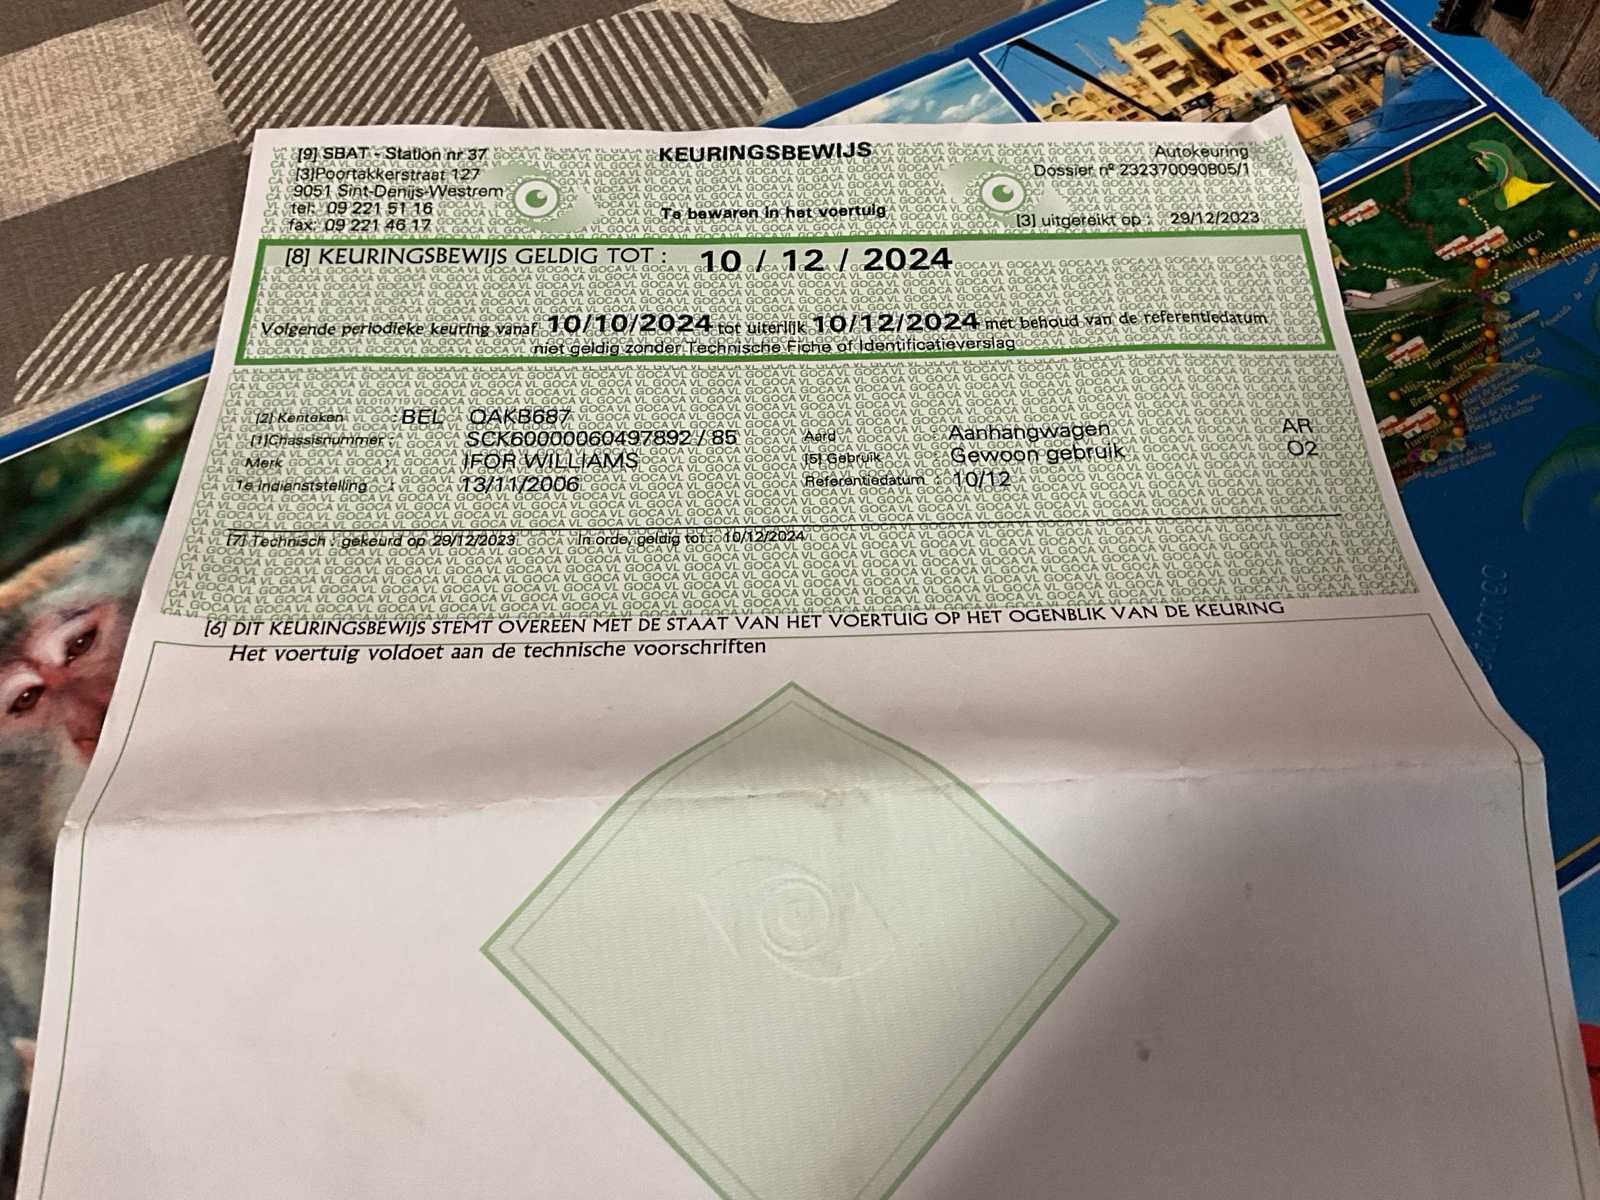 [9] SBAT - Station nr 37
[3]Poortakkerstraat 127
9051 Sint-Denijs-Westrem
tel: 09 221 51 16
fax: 09 221 46 17
KEURINGSBEWIJS
Te bewaren in het voertuig
Autokeuring
Dossier nº 232370090805/1
[3] uitgereikt op : 29/12/2023
[8] KEURINGSBEWIJS GELDIG TOT : 10 / 12 / 2024
Volgende periodieke keuring vanaf 10/10/2024 tot uiterlijk 10/12/2024 met behoud van de referentiedatum
niet geldig zonder Technische Fiche of Identificatieverslag
[2] Kenteken : BEL QAKB687
[1]Chassisnummer : SCK60000060497892 / 85
Merk : IFOR WILLIAMS
1e Indienststelling : 13/11/2006
Aard : Aanhangwagen AR
[5] Gebruik : Gewoon gebruik O2
Referentiedatum : 10/12
[7] Technisch : gekeurd op 29/12/2023 In orde, geldig tot : 10/12/2024
[6] DIT KEURINGSBEWIJS STEMT OVEREEN MET DE STAAT VAN HET VOERTUIG OP HET OGENBLIK VAN DE KEURING
Het voertuig voldoet aan de technische voorschriften
MALAGA
Torremolinos